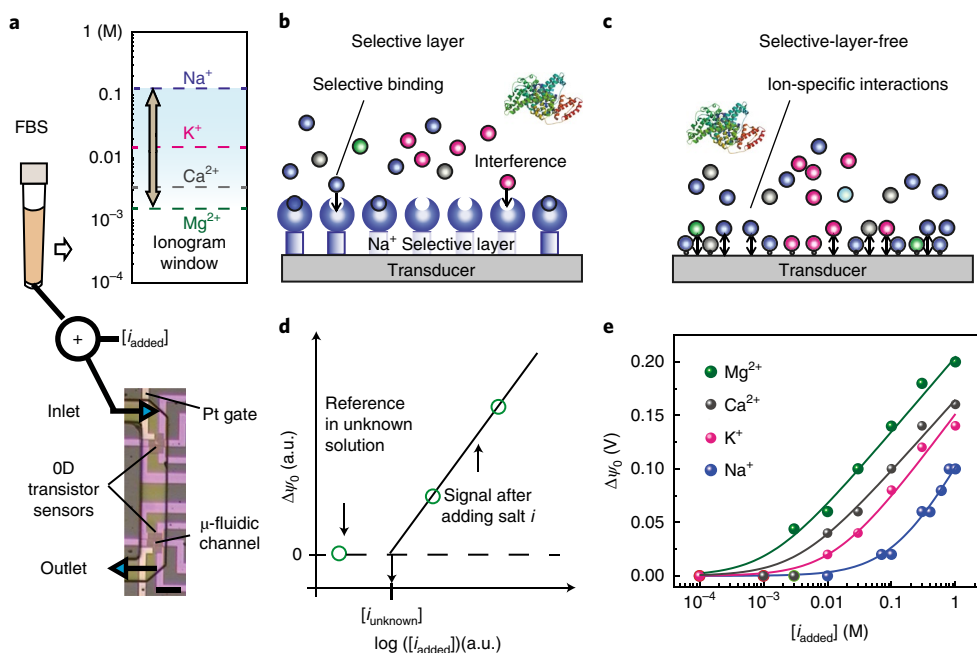 a
1 (M)
Na⁺
0.1
K⁺
0.01
Ca²⁺
10⁻³
Mg²⁺
Ionogram
window
10⁻⁴
FBS
+
[i_added]
Inlet
Pt gate
0D
transistor
sensors
μ-fluidic
channel
Outlet
b
Selective layer
Selective binding
Interference
Na⁺ Selective layer
Transducer
c
Selective-layer-free
Ion-specific interactions
Transducer
d
Δψ₀ (a.u.)
Reference
in unknown
solution
Signal after
adding salt i
0
[i_unknown]
log ([i_added])(a.u.)
e
Δψ₀ (V)
0.20
0.15
0.10
0.05
0.00
Mg²⁺
Ca²⁺
K⁺
Na⁺
10⁻⁴
10⁻³
0.01
0.1
1
[i_added] (M)